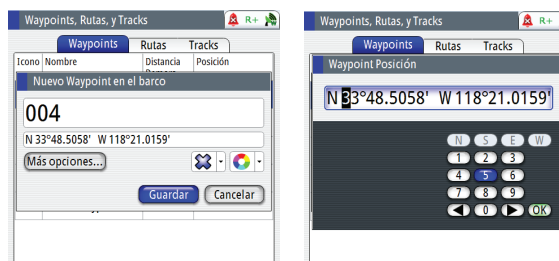 Waypoints, Rutas, y Tracks R+
Waypoints Rutas Tracks
Icono Nombre Distancia Posición
Nuevo Waypoint en el barco
004
N 33°48.5058' W 118°21.0159'
Más opciones...
Guardar Cancelar
Waypoints, Rutas, y Tracks R+
Waypoints Rutas Tracks
Waypoint Posición
N 33°48.5058' W 118°21.0159'
N S E W
1 2 3
4 5 6
7 8 9
0 OK